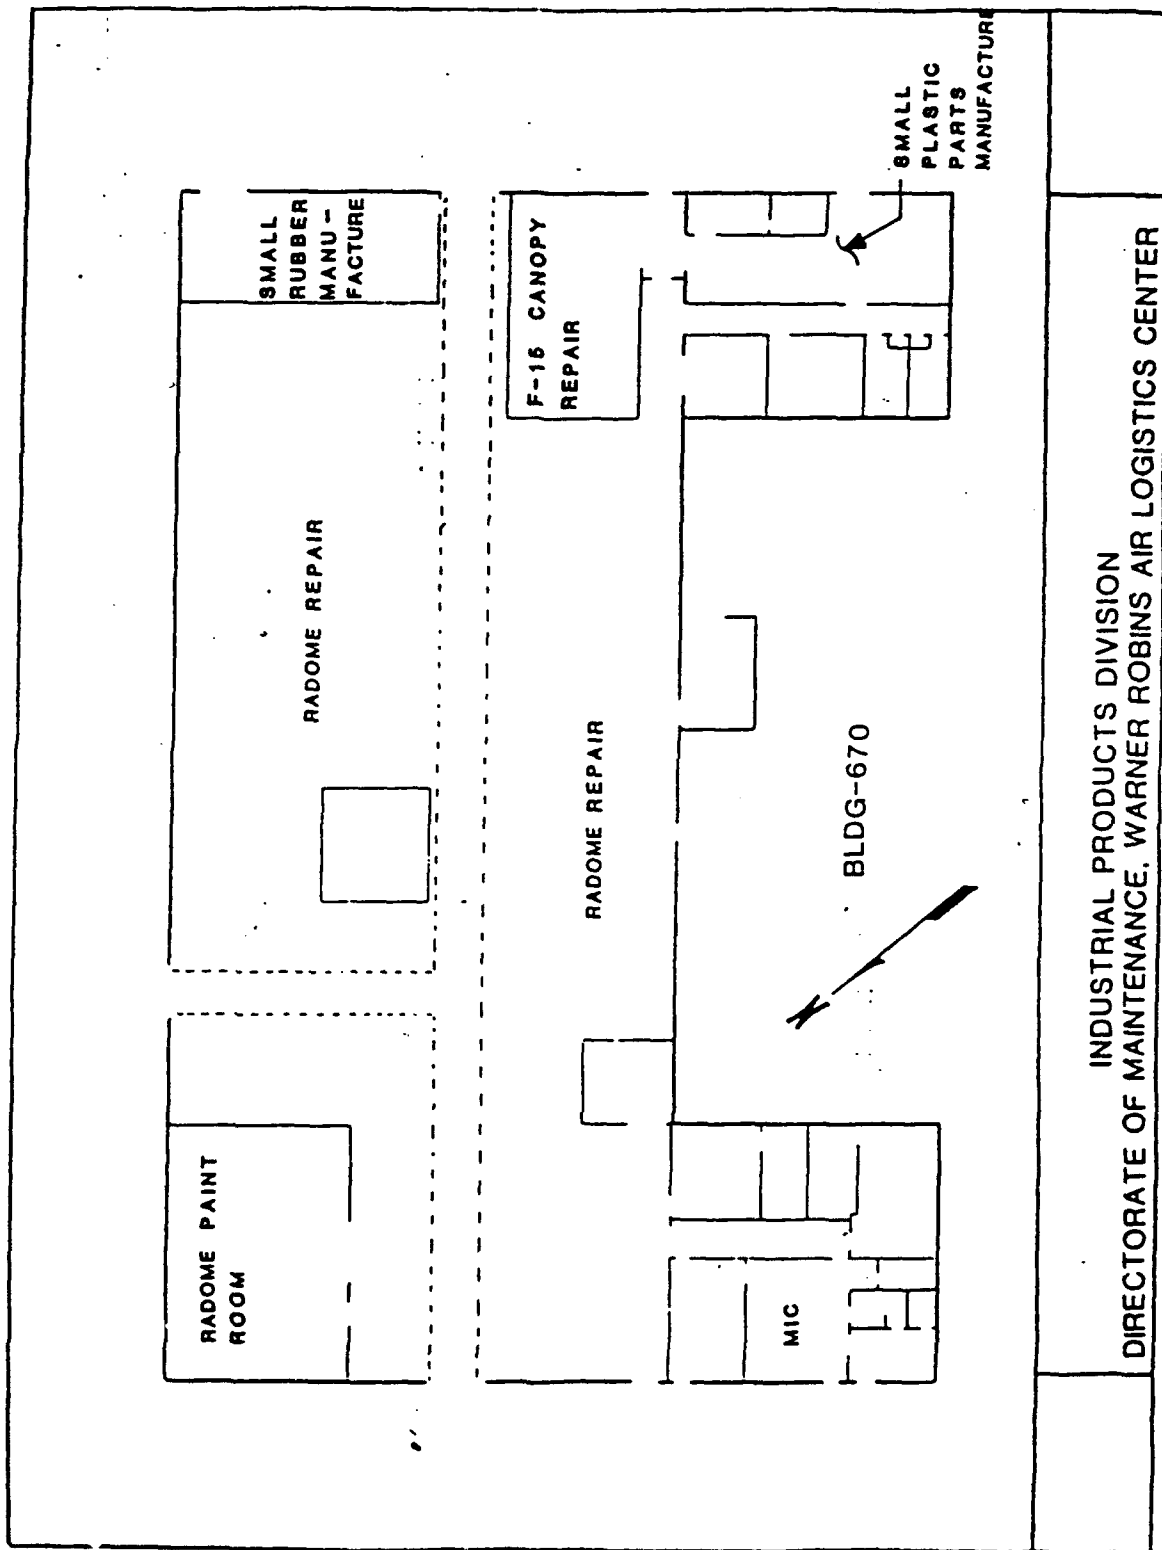 SMALL
RUBBER
MANU-
FACTURE
RADOME REPAIR
RADOME PAINT
ROOM
F-15 CANOPY
REPAIR
RADOME REPAIR
SMALL
PLASTIC
PARTS
MANUFACTURE
BLDG-670
MIC
INDUSTRIAL PRODUCTS DIVISION
DIRECTORATE OF MAINTENANCE, WARNER ROBINS AIR LOGISTICS CENTER